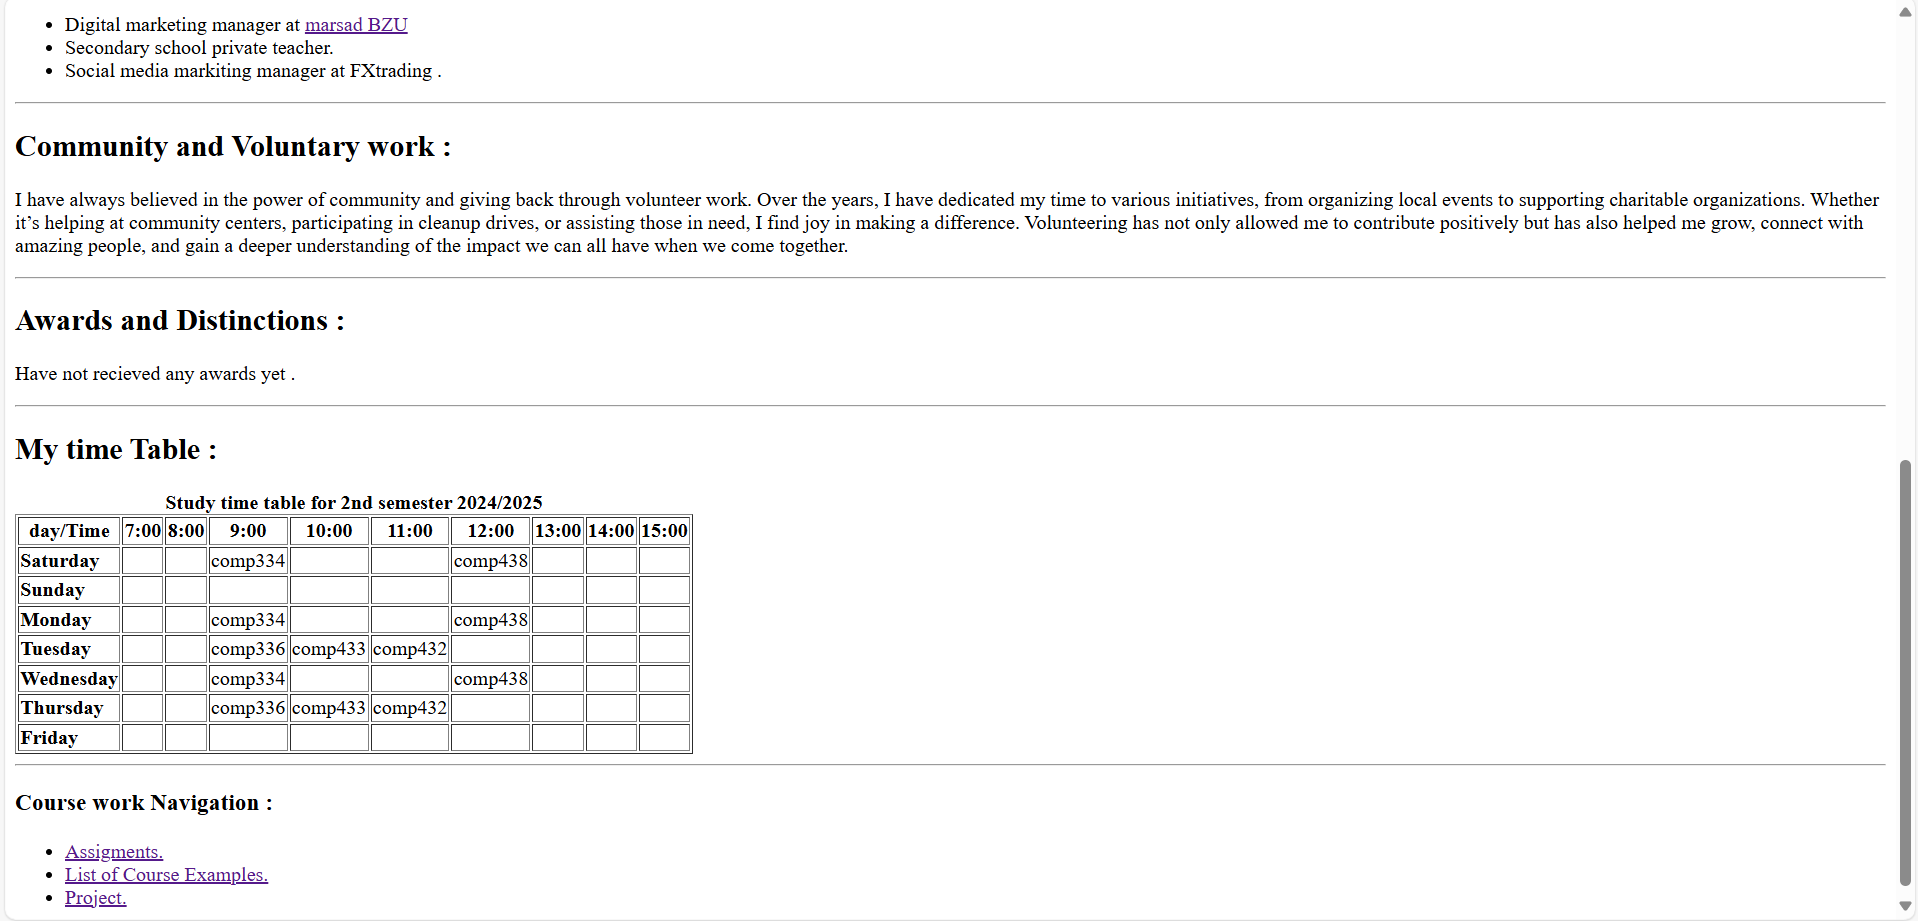 Digital marketing manager at marsad BZU
Secondary school private teacher.
Social media markiting manager at FXtrading .
Community and Voluntary work :
I have always believed in the power of community and giving back through volunteer work. Over the years, I have dedicated my time to various initiatives, from organizing local events to supporting charitable organizations. Whether
it’s helping at community centers, participating in cleanup drives, or assisting those in need, I find joy in making a difference. Volunteering has not only allowed me to contribute positively but has also helped me grow, connect with
amazing people, and gain a deeper understanding of the impact we can all have when we come together.
Awards and Distinctions :
Have not recieved any awards yet .
My time Table :
Study time table for 2nd semester 2024/2025
day/Time 7:00 8:00 9:00 10:00 11:00 12:00 13:00 14:00 15:00
Saturday comp334 comp438
Sunday
Monday comp334 comp438
Tuesday comp336 comp433 comp432
Wednesday comp334 comp438
Thursday comp336 comp433 comp432
Friday
Course work Navigation :
Assigments.
List of Course Examples.
Project.